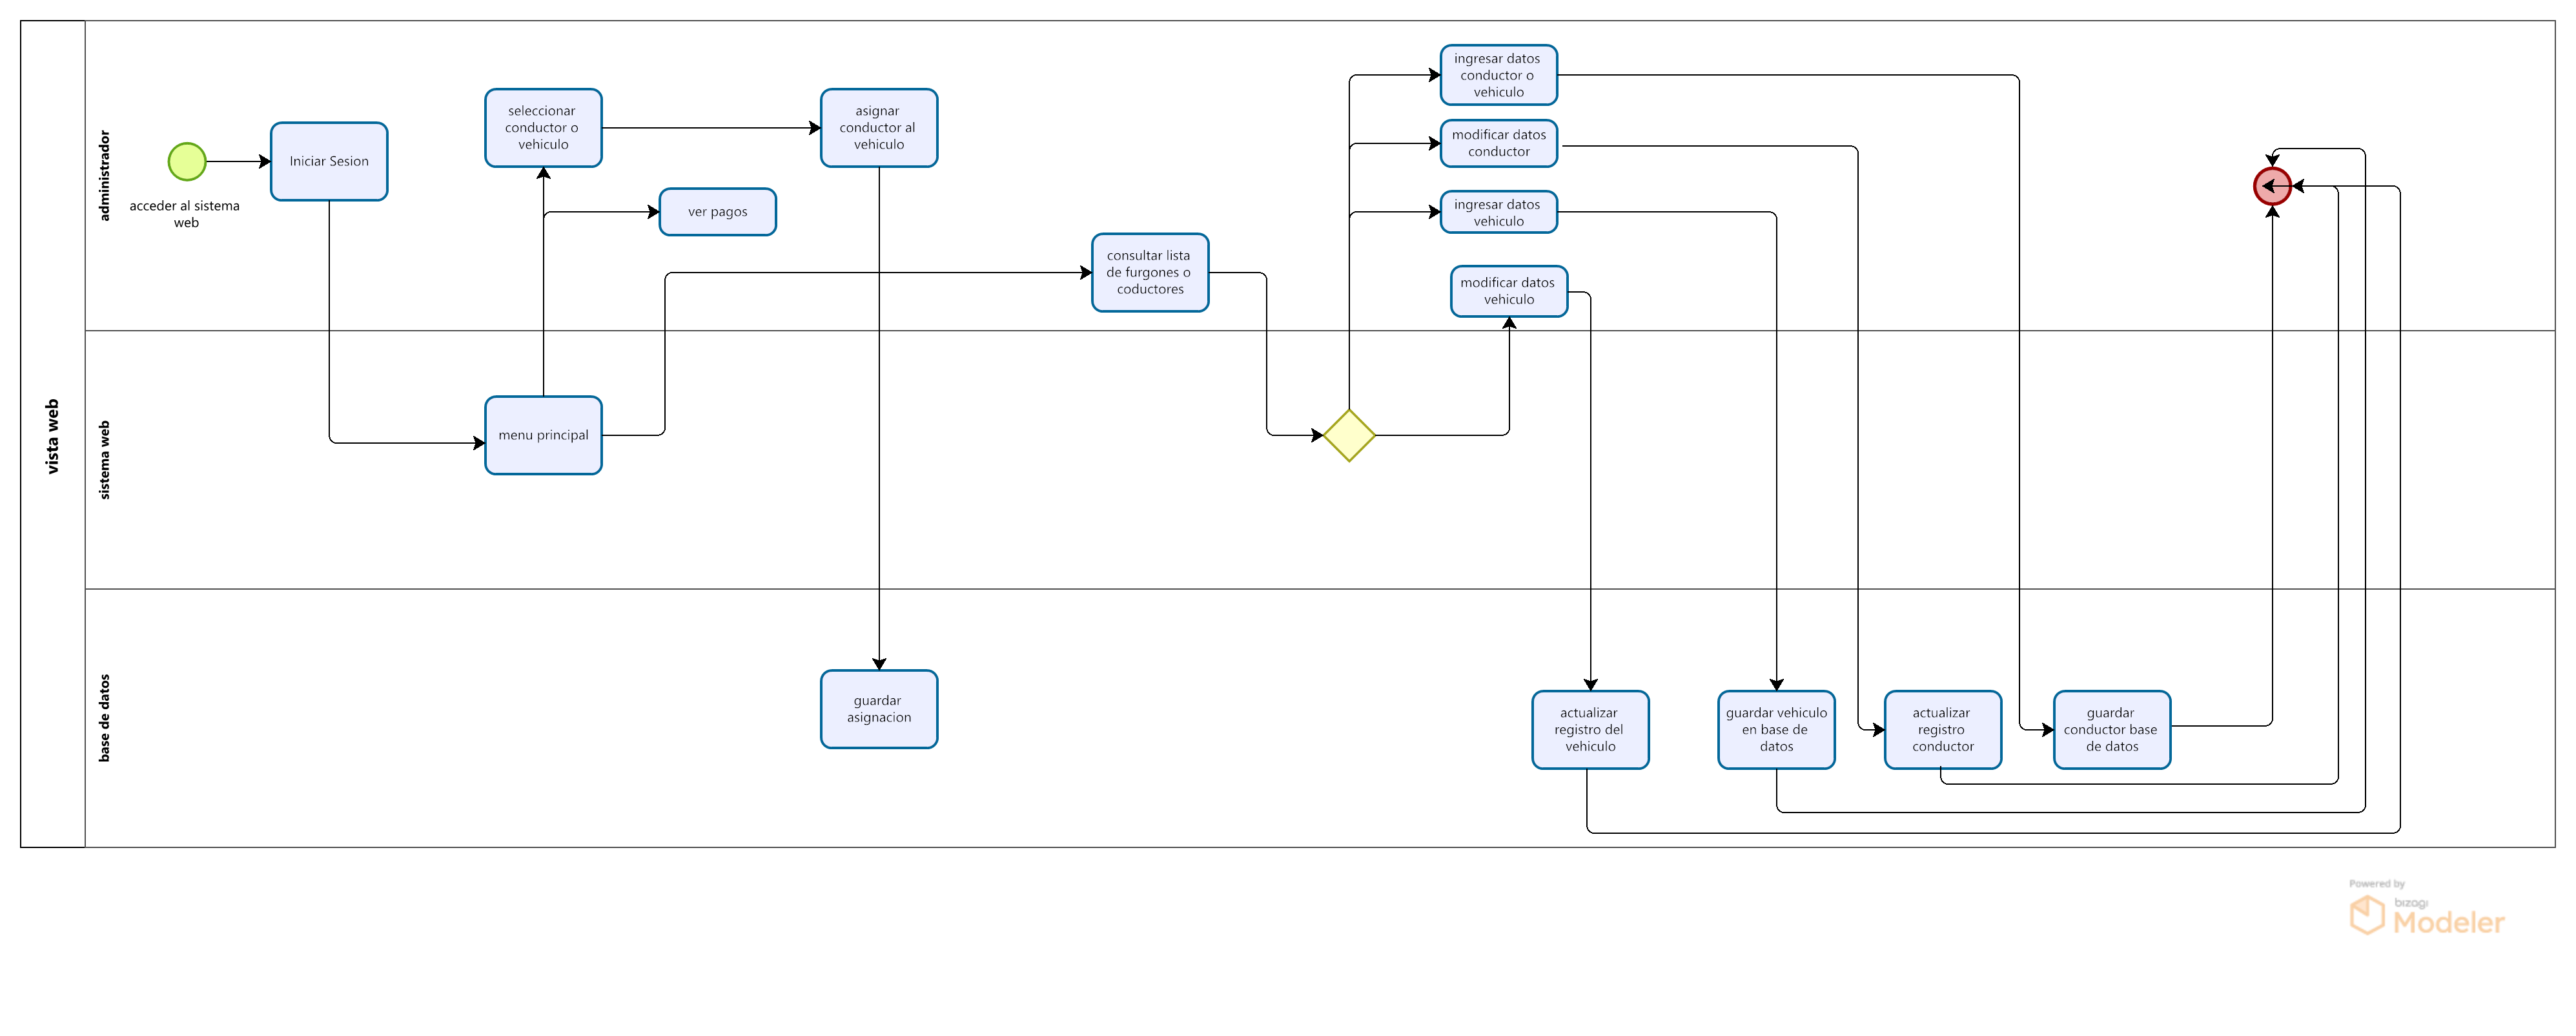 vista web
administrador
acceder al sistema
web
Iniciar Sesion
seleccionar
conductor o
vehiculo
ver pagos
asignar
conductor al
vehiculo
consultar lista
de furgones o
coductores
ingresar datos
conductor o
vehiculo
modificar datos
conductor
ingresar datos
vehiculo
modificar datos
vehiculo
sistema web
menu principal
base de datos
guardar
asignacion
actualizar
registro del
vehiculo
guardar vehiculo
en base de
datos
actualizar
registro
conductor
guardar
conductor base
de datos
Powered by
bizagi
Modeler